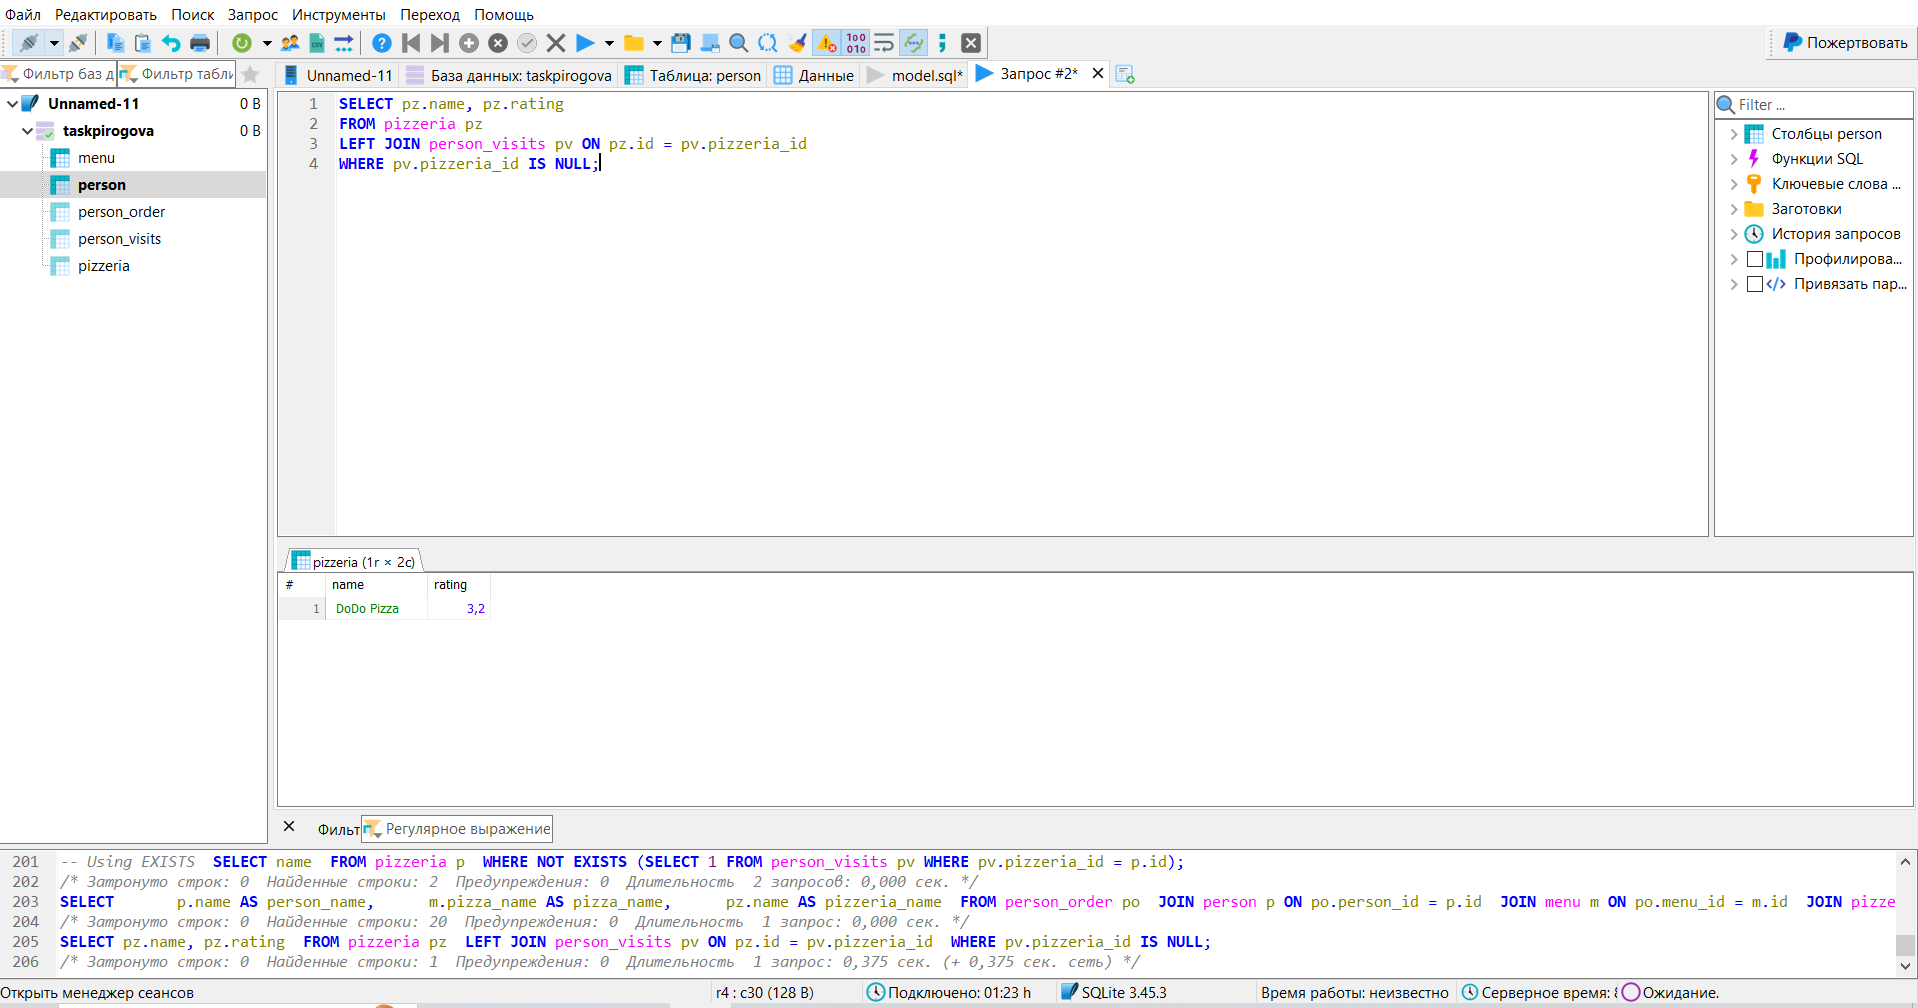 Файл Редактировать Поиск Запрос Инструменты Переход Помощь
Пожертвовать
Фильтр баз д Фильтр табли
Unnamed-11 База данных: taskpirogova Таблица: person Данные model.sql* Запрос #2*
Unnamed-11 0 B
taskpirogova 0 B
menu
person
person_order
person_visits
pizzeria
1 SELECT pz.name, pz.rating
2 FROM pizzeria pz
3 LEFT JOIN person_visits pv ON pz.id = pv.pizzeria_id
4 WHERE pv.pizzeria_id IS NULL;
Filter ...
Столбцы person
Функции SQL
Ключевые слова ...
Заготовки
История запросов
Профилирова...
Привязать пар...
pizzeria (1r × 2c)
# name rating
1 DoDo Pizza 3,2
Фильт Регулярное выражение
201 -- Using EXISTS SELECT name FROM pizzeria p WHERE NOT EXISTS (SELECT 1 FROM person_visits pv WHERE pv.pizzeria_id = p.id);
202 /* Затронуто строк: 0 Найденные строки: 2 Предупреждения: 0 Длительность 2 запросов: 0,000 сек. */
203 SELECT p.name AS person_name, m.pizza_name AS pizza_name, pz.name AS pizzeria_name FROM person_order po JOIN person p ON po.person_id = p.id JOIN menu m ON po.menu_id = m.id JOIN pizze
204 /* Затронуто строк: 0 Найденные строки: 20 Предупреждения: 0 Длительность 1 запрос: 0,000 сек. */
205 SELECT pz.name, pz.rating FROM pizzeria pz LEFT JOIN person_visits pv ON pz.id = pv.pizzeria_id WHERE pv.pizzeria_id IS NULL;
206 /* Затронуто строк: 0 Найденные строки: 1 Предупреждения: 0 Длительность 1 запрос: 0,375 сек. (+ 0,375 сек. сеть) */
Открыть менеджер сеансов r4 : c30 (128 B) Подключено: 01:23 h SQLite 3.45.3 Время работы: неизвестно Серверное время: Ожидание.